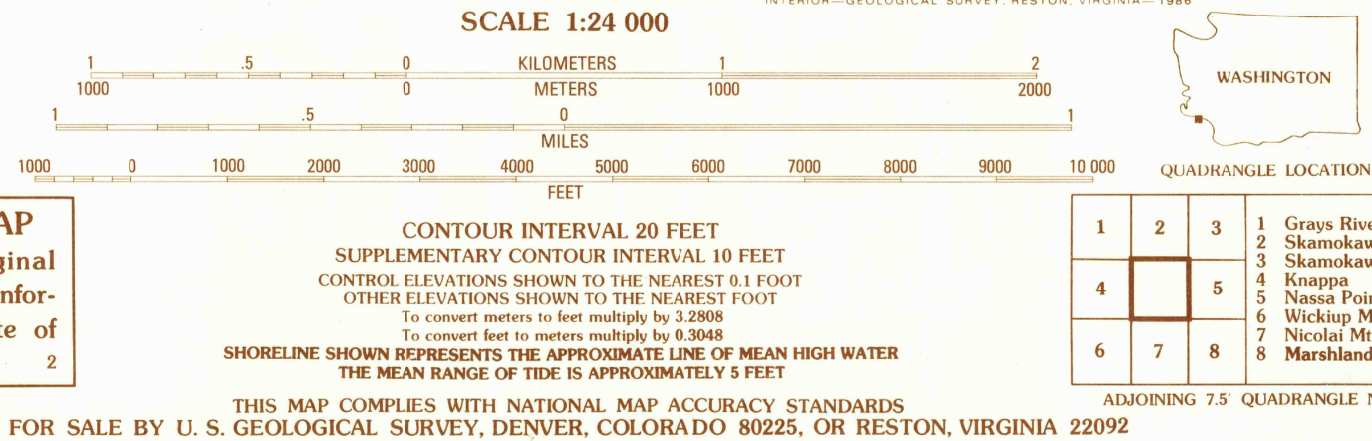 INTERIOR—GEOLOGICAL SURVEY, RESTON, VIRGINIA—1986
SCALE 1:24 000
1 .5 0 KILOMETERS 1 2
1000 0 METERS 1000 2000
1 .5 0 1
MILES
1000 0 1000 2000 3000 4000 5000 6000 7000 8000 9000 10 000
FEET
WASHINGTON
QUADRANGLE LOCATION
AP
ginal
nfor-
te of
2
CONTOUR INTERVAL 20 FEET
SUPPLEMENTARY CONTOUR INTERVAL 10 FEET
CONTROL ELEVATIONS SHOWN TO THE NEAREST 0.1 FOOT
OTHER ELEVATIONS SHOWN TO THE NEAREST FOOT
To convert meters to feet multiply by 3.2808
To convert feet to meters multiply by 0.3048
SHORELINE SHOWN REPRESENTS THE APPROXIMATE LINE OF MEAN HIGH WATER
THE MEAN RANGE OF TIDE IS APPROXIMATELY 5 FEET
1 2 3
4 5
6 7 8
1 Grays Rive
2 Skamokaw
3 Skamokaw
4 Knappa
5 Nassa Poin
6 Wickiup M
7 Nicolai Mt
8 Marshland
ADJOINING 7.5' QUADRANGLE N
THIS MAP COMPLIES WITH NATIONAL MAP ACCURACY STANDARDS
FOR SALE BY U. S. GEOLOGICAL SURVEY, DENVER, COLORADO 80225, OR RESTON, VIRGINIA 22092